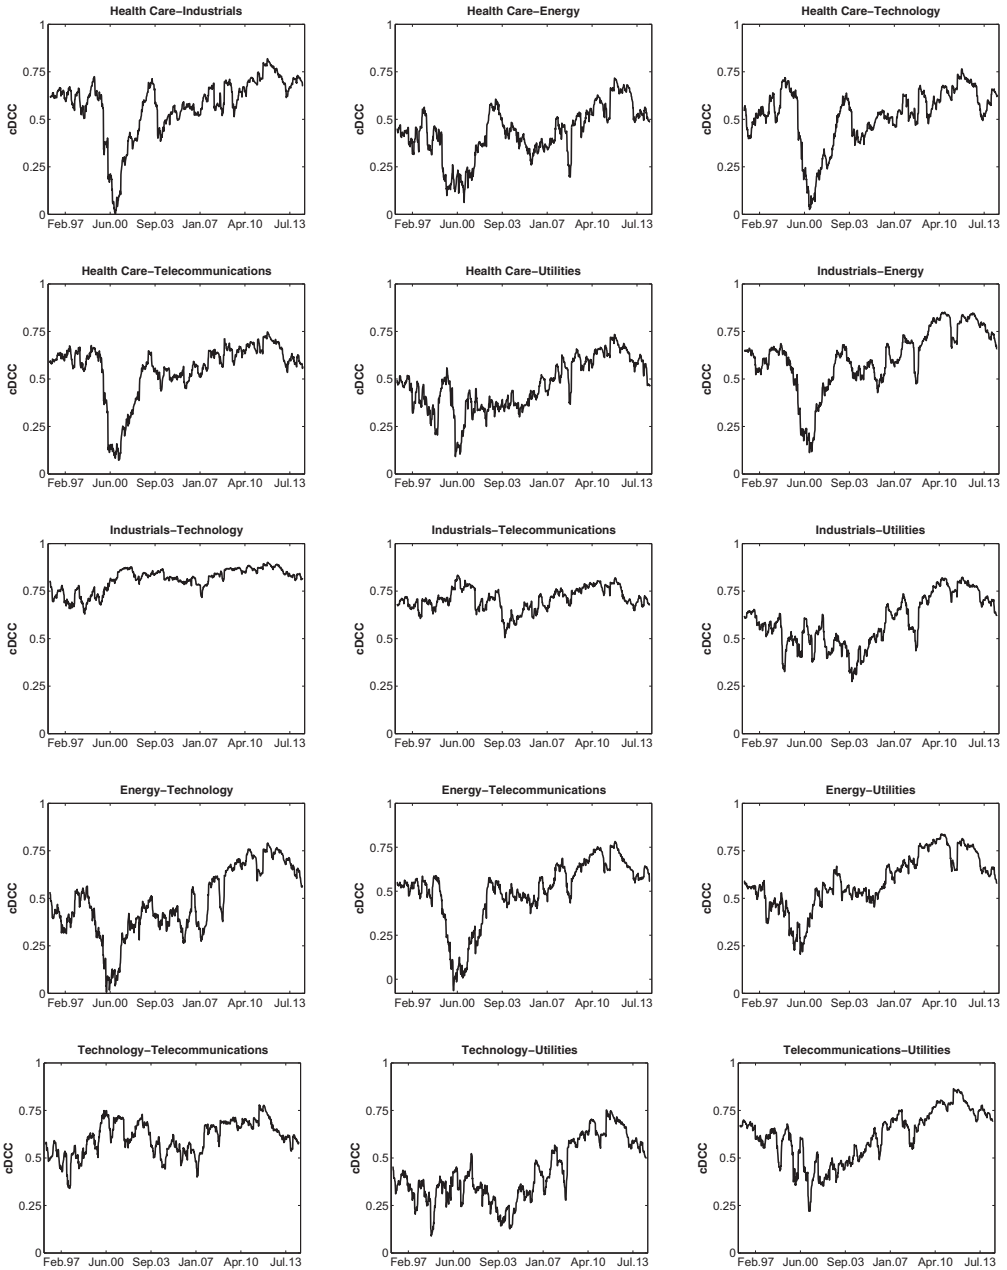 Health Care–Industrials
1
0.75
0.5
0.25
0
cDCC
Feb.97 Jun.00 Sep.03 Jan.07 Apr.10 Jul.13
Health Care–Energy
1
0.75
0.5
0.25
0
cDCC
Feb.97 Jun.00 Sep.03 Jan.07 Apr.10 Jul.13
Health Care–Technology
1
0.75
0.5
0.25
0
cDCC
Feb.97 Jun.00 Sep.03 Jan.07 Apr.10 Jul.13
Health Care–Telecommunications
1
0.75
0.5
0.25
0
cDCC
Feb.97 Jun.00 Sep.03 Jan.07 Apr.10 Jul.13
Health Care–Utilities
1
0.75
0.5
0.25
0
cDCC
Feb.97 Jun.00 Sep.03 Jan.07 Apr.10 Jul.13
Industrials–Energy
1
0.75
0.5
0.25
0
cDCC
Feb.97 Jun.00 Sep.03 Jan.07 Apr.10 Jul.13
Industrials–Technology
1
0.75
0.5
0.25
0
cDCC
Feb.97 Jun.00 Sep.03 Jan.07 Apr.10 Jul.13
Industrials–Telecommunications
1
0.75
0.5
0.25
0
cDCC
Feb.97 Jun.00 Sep.03 Jan.07 Apr.10 Jul.13
Industrials–Utilities
1
0.75
0.5
0.25
0
cDCC
Feb.97 Jun.00 Sep.03 Jan.07 Apr.10 Jul.13
Energy–Technology
1
0.75
0.5
0.25
0
cDCC
Feb.97 Jun.00 Sep.03 Jan.07 Apr.10 Jul.13
Energy–Telecommunications
1
0.75
0.5
0.25
0
cDCC
Feb.97 Jun.00 Sep.03 Jan.07 Apr.10 Jul.13
Energy–Utilities
1
0.75
0.5
0.25
0
cDCC
Feb.97 Jun.00 Sep.03 Jan.07 Apr.10 Jul.13
Technology–Telecommunications
1
0.75
0.5
0.25
0
cDCC
Feb.97 Jun.00 Sep.03 Jan.07 Apr.10 Jul.13
Technology–Utilities
1
0.75
0.5
0.25
0
cDCC
Feb.97 Jun.00 Sep.03 Jan.07 Apr.10 Jul.13
Telecommunications–Utilities
1
0.75
0.5
0.25
0
cDCC
Feb.97 Jun.00 Sep.03 Jan.07 Apr.10 Jul.13